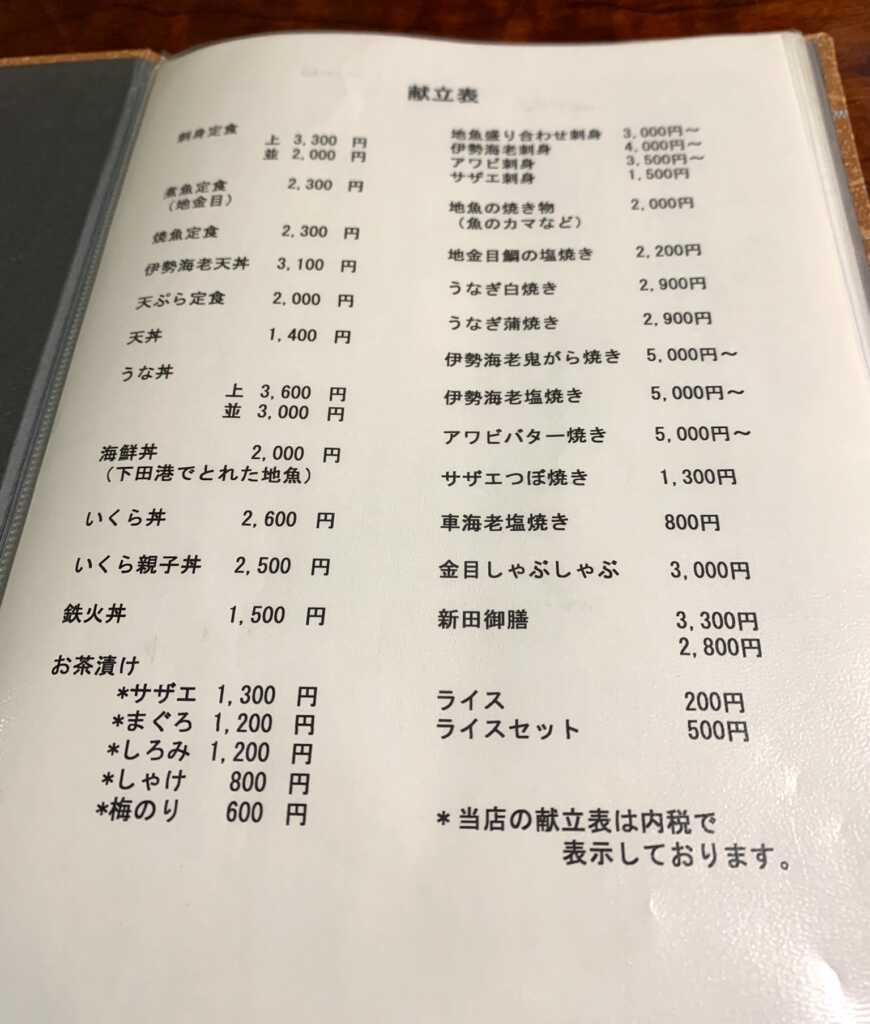 献立表
刺身定食
上 3,300 円
並 2,000 円
煮魚定食 2,300 円
(地金目)
焼魚定食 2,300 円
伊勢海老天丼 3,100 円
天ぷら定食 2,000 円
天丼 1,400 円
うな丼
上 3,600 円
並 3,000 円
海鮮丼 2,000 円
(下田港でとれた地魚)
いくら丼 2,600 円
いくら親子丼 2,500 円
鉄火丼 1,500 円
お茶漬け
*サザエ 1,300 円
*まぐろ 1,200 円
*しろみ 1,200 円
*しゃけ 800 円
*梅のり 600 円
地魚盛り合わせ刺身 3,000円～
伊勢海老刺身 4,000円～
アワビ刺身 3,500円～
サザエ刺身 1,500円
地魚の焼き物 2,000円
(魚のカマなど)
地金目鯛の塩焼き 2,200円
うなぎ白焼き 2,900円
うなぎ蒲焼き 2,900円
伊勢海老鬼がら焼き 5,000円～
伊勢海老塩焼き 5,000円～
アワビバター焼き 5,000円～
サザエつぼ焼き 1,300円
車海老塩焼き 800円
金目しゃぶしゃぶ 3,000円
新田御膳 3,300円
2,800円
ライス 200円
ライスセット 500円
*当店の献立表は内税で
表示しております。